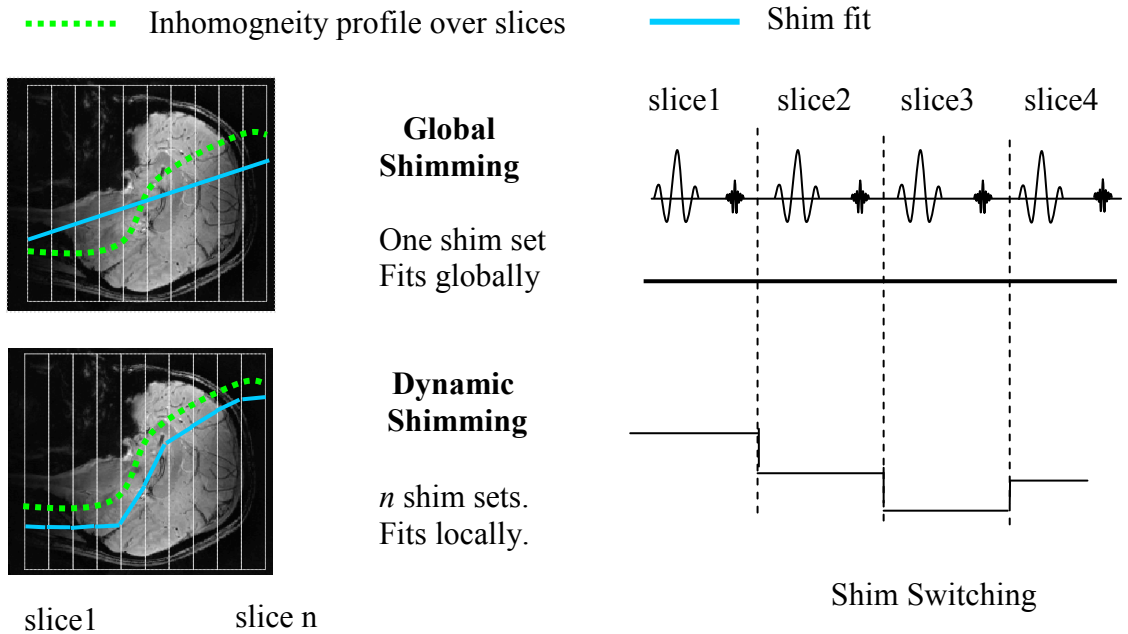 Inhomogneity profile over slices
Shim fit
Global
Shimming
One shim set
Fits globally
slice1 slice2 slice3 slice4
Dynamic
Shimming
n shim sets.
Fits locally.
slice1 slice n
Shim Switching